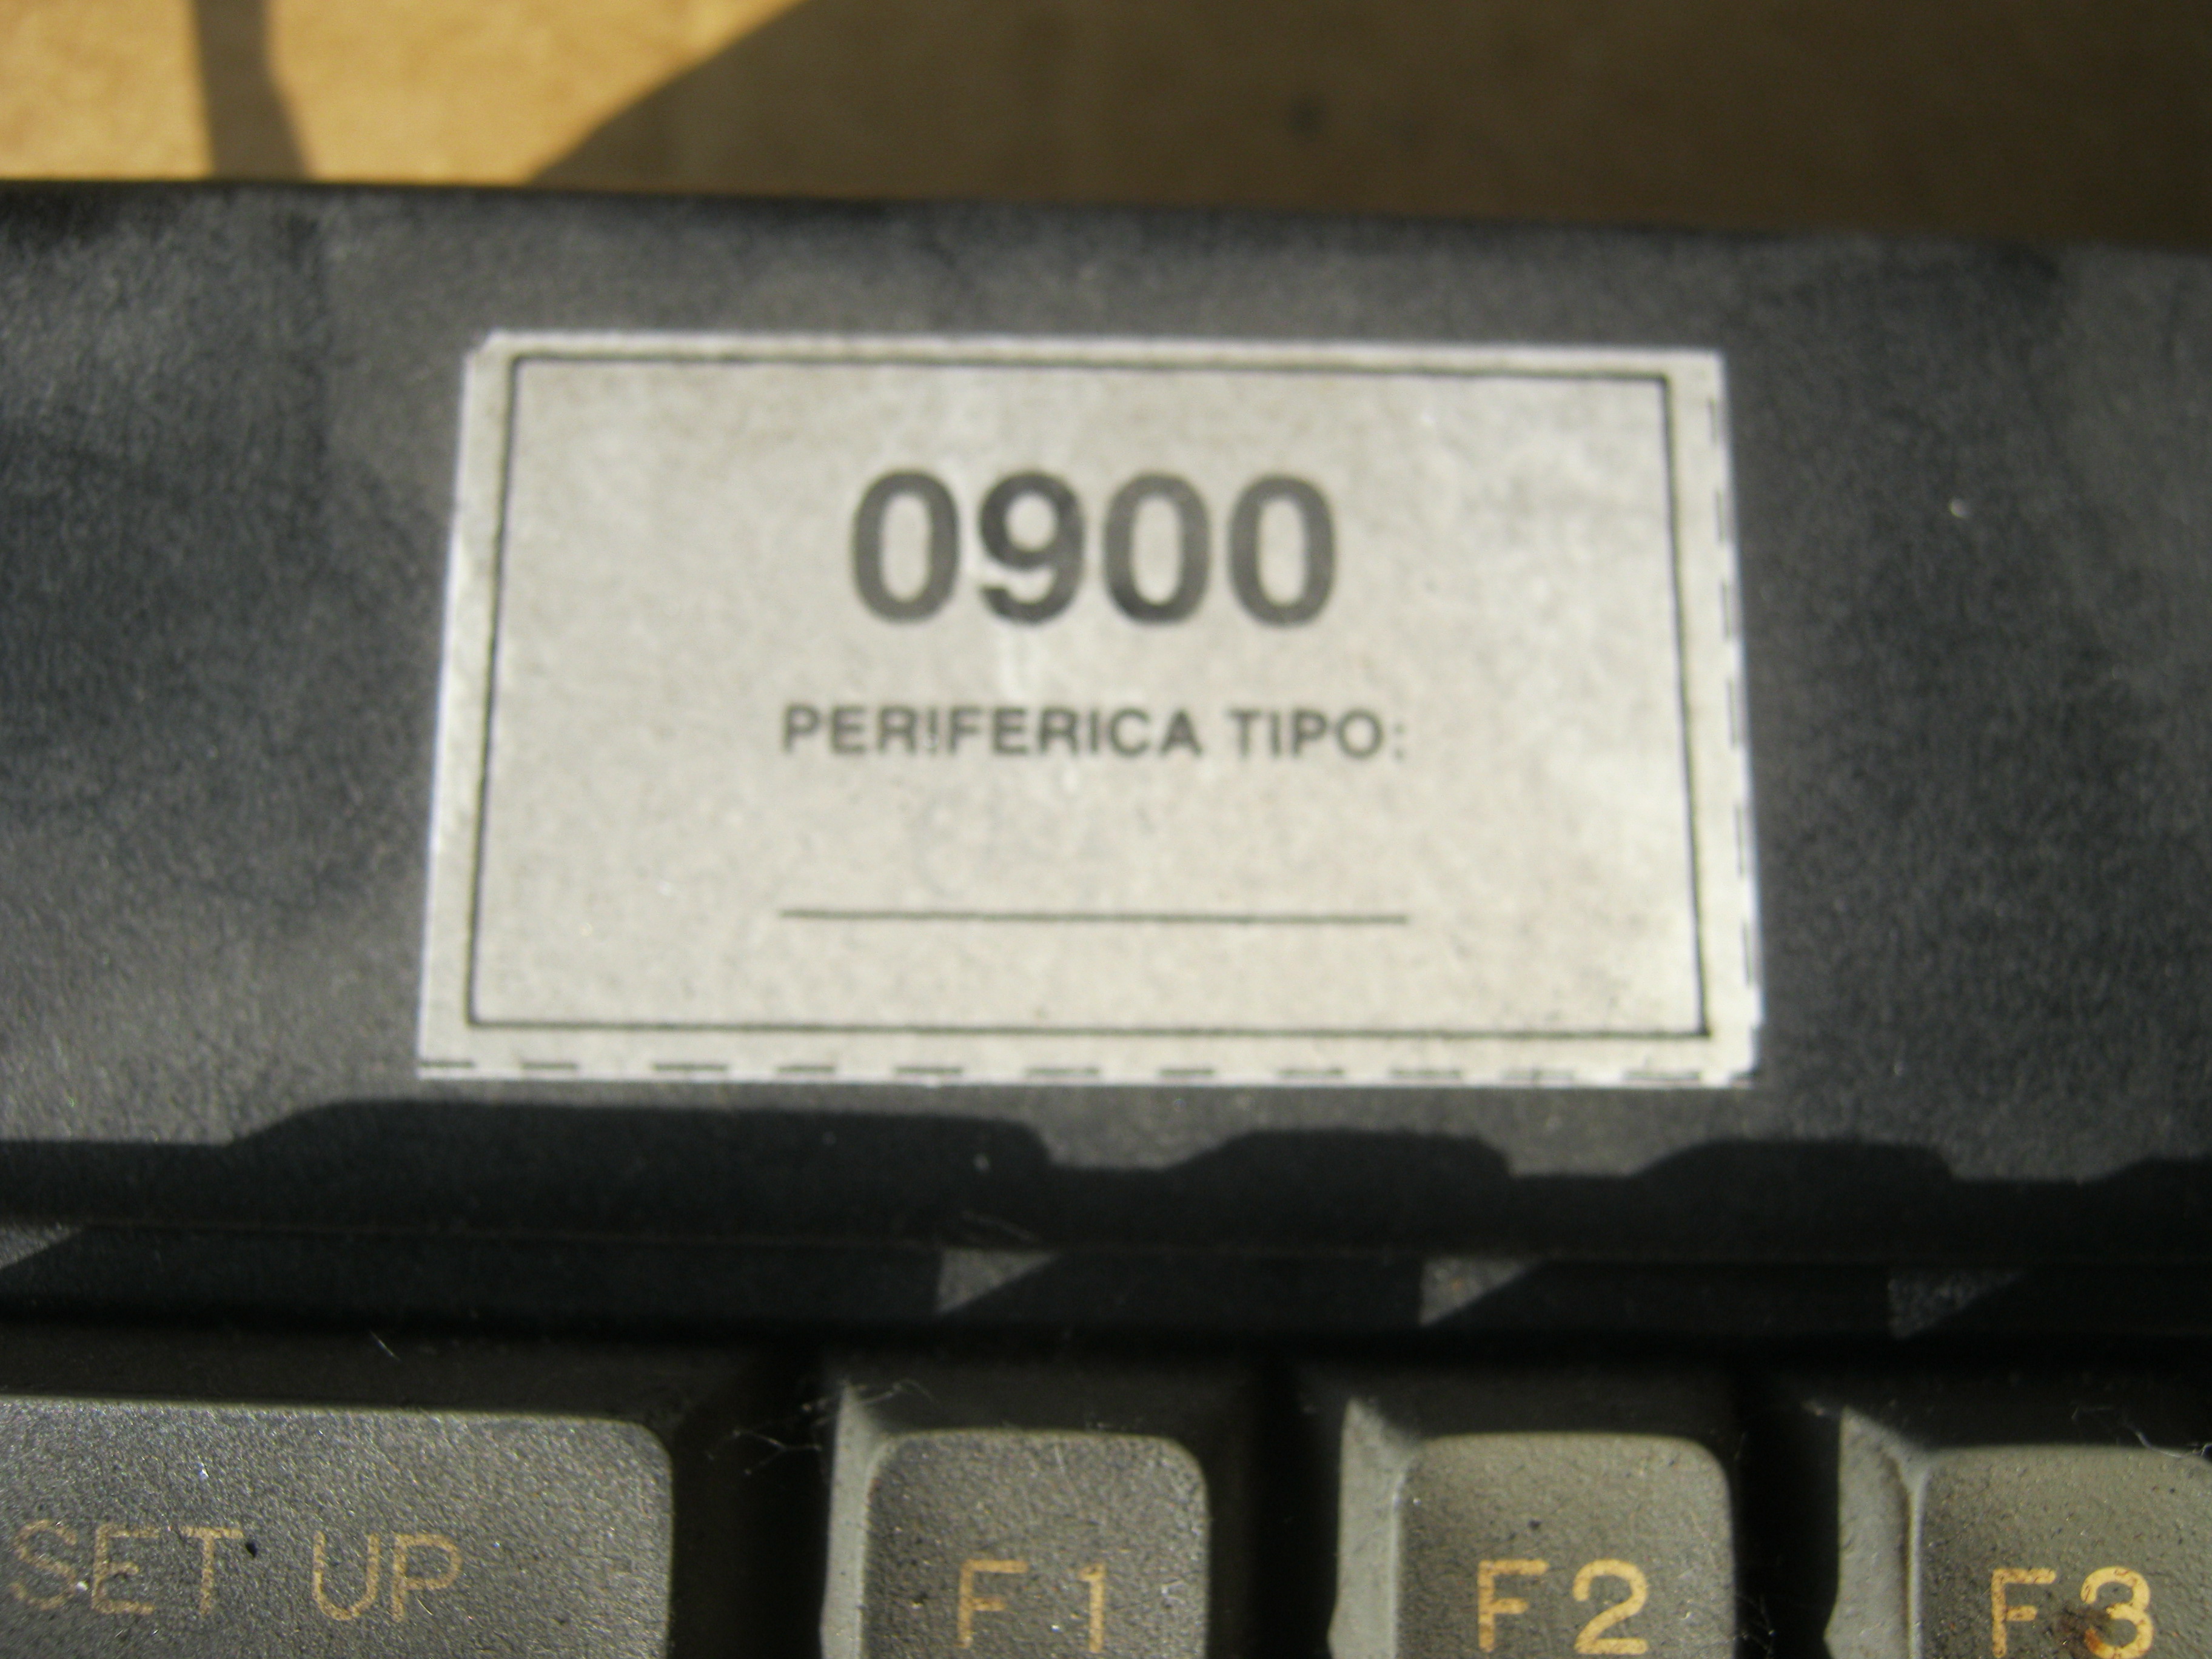 0900
PERIFERICA TIPO:
SET UP F1 F2 F3